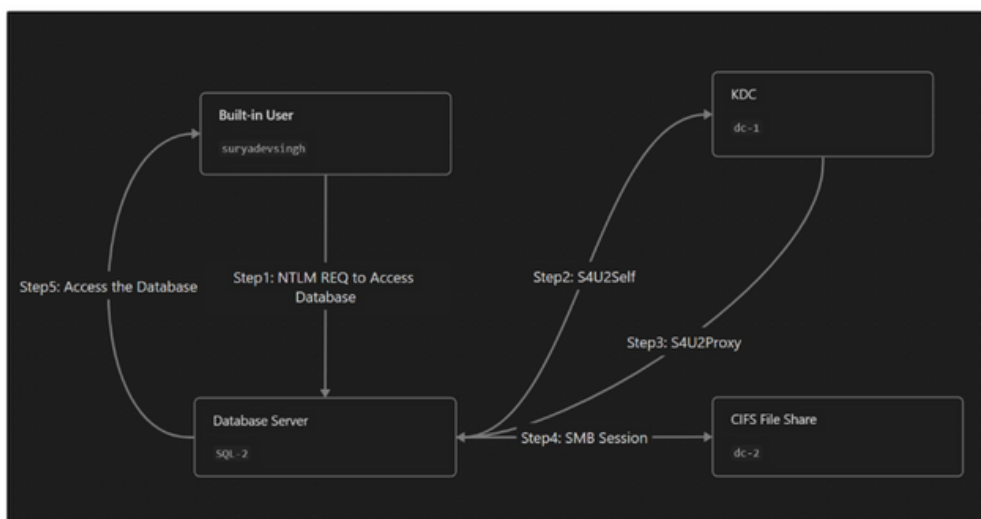 Built-in User
suryadevsingh
KDC
dc-1
Step5: Access the Database
Step1: NTLM REQ to Access
Database
Step2: S4U2Self
Step3: S4U2Proxy
Database Server
SQL-2
Step4: SMB Session
CIFS File Share
dc-2